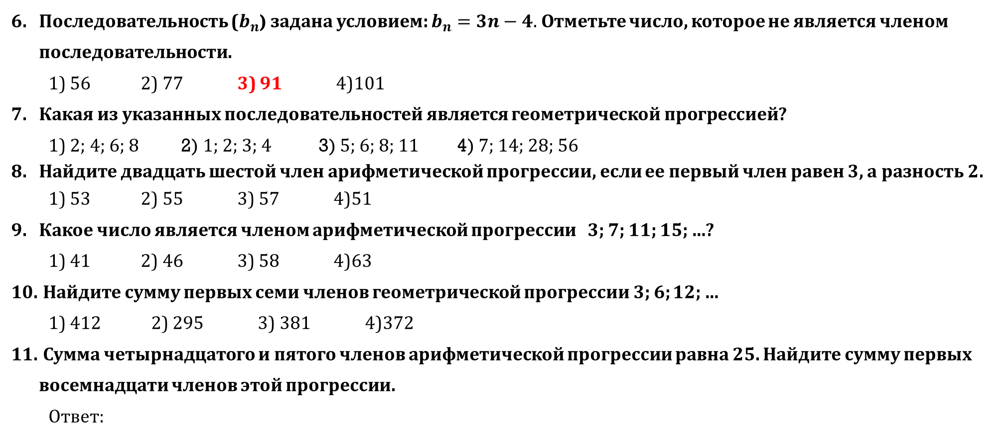 6. Последовательность (bₙ) задана условием: bₙ = 3n − 4. Отметьте число, которое не является членом
последовательности.
1) 56 2) 77 3) 91 4)101
7. Какая из указанных последовательностей является геометрической прогрессией?
1) 2; 4; 6; 8 2) 1; 2; 3; 4 3) 5; 6; 8; 11 4) 7; 14; 28; 56
8. Найдите двадцать шестой член арифметической прогрессии, если ее первый член равен 3, а разность 2.
1) 53 2) 55 3) 57 4)51
9. Какое число является членом арифметической прогрессии 3; 7; 11; 15; ...?
1) 41 2) 46 3) 58 4)63
10. Найдите сумму первых семи членов геометрической прогрессии 3; 6; 12; ...
1) 412 2) 295 3) 381 4)372
11. Сумма четырнадцатого и пятого членов арифметической прогрессии равна 25. Найдите сумму первых
восемнадцати членов этой прогрессии.
Ответ: